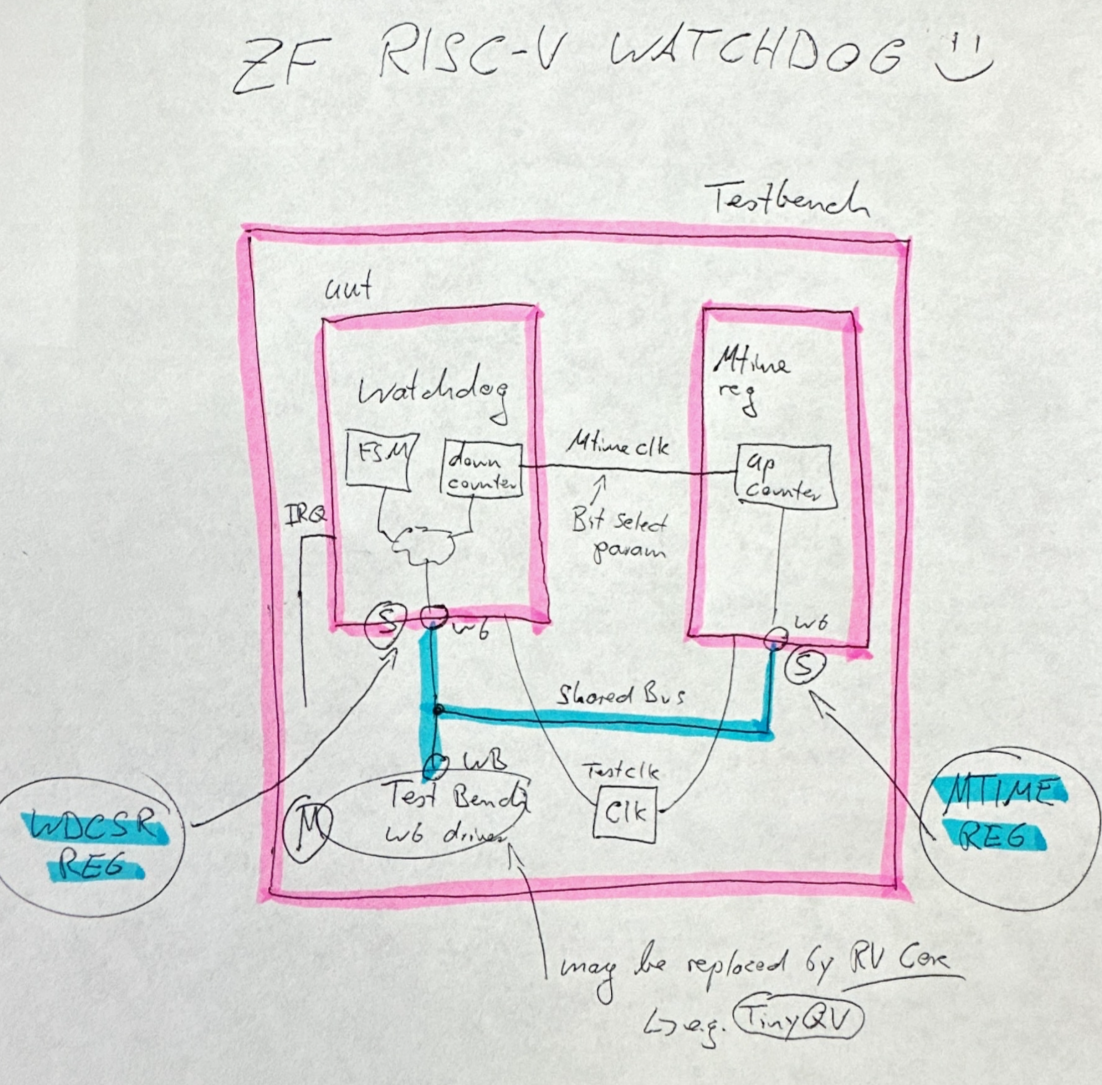 ZF RISC-V WATCHDOG
Testbench
uut
Watchdog
FSM
down
counter
IRQ
Mtime clk
Bit select
param
Mtime
reg
up
counter
S
WB
WB
S
Shared Bus
WB
Test Bench
WB driver
M
Testclk
Clk
WDCSR
REG
MTIME
REG
may be replaced by RV Core
↳ e.g. TinyQV